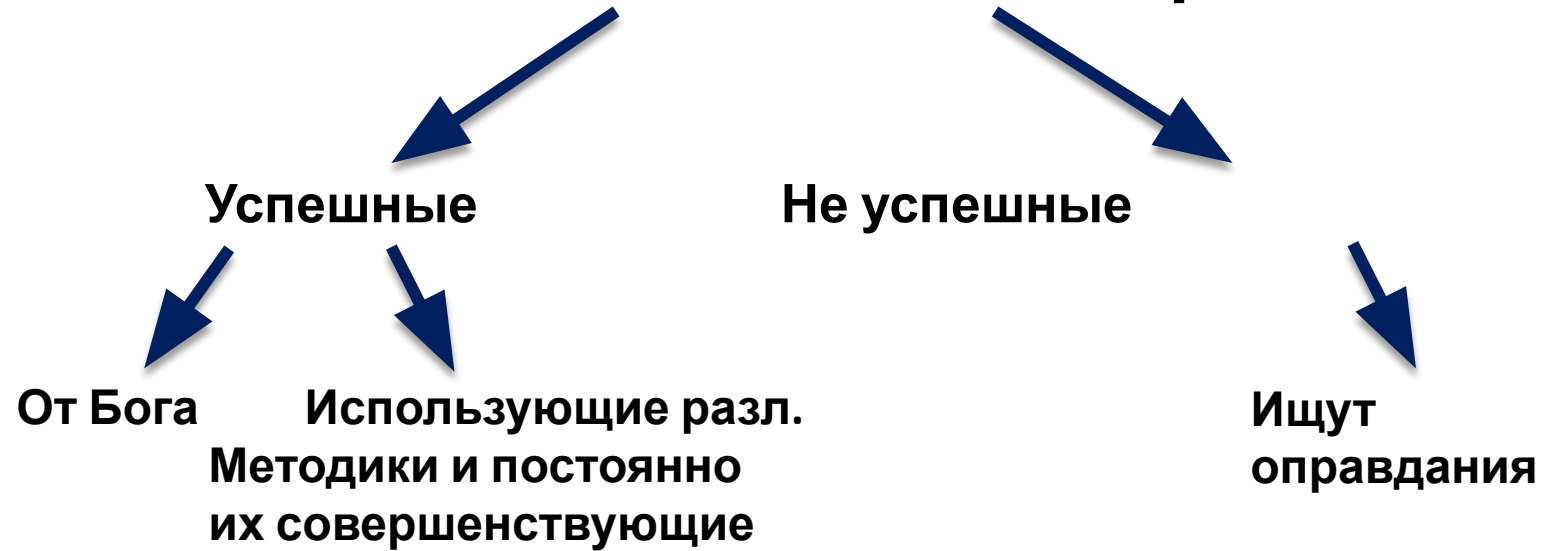 Успешные
Не успешные
От Бога
Использующие разл.
Методики и постоянно
их совершенствующие
Ищут
оправдания